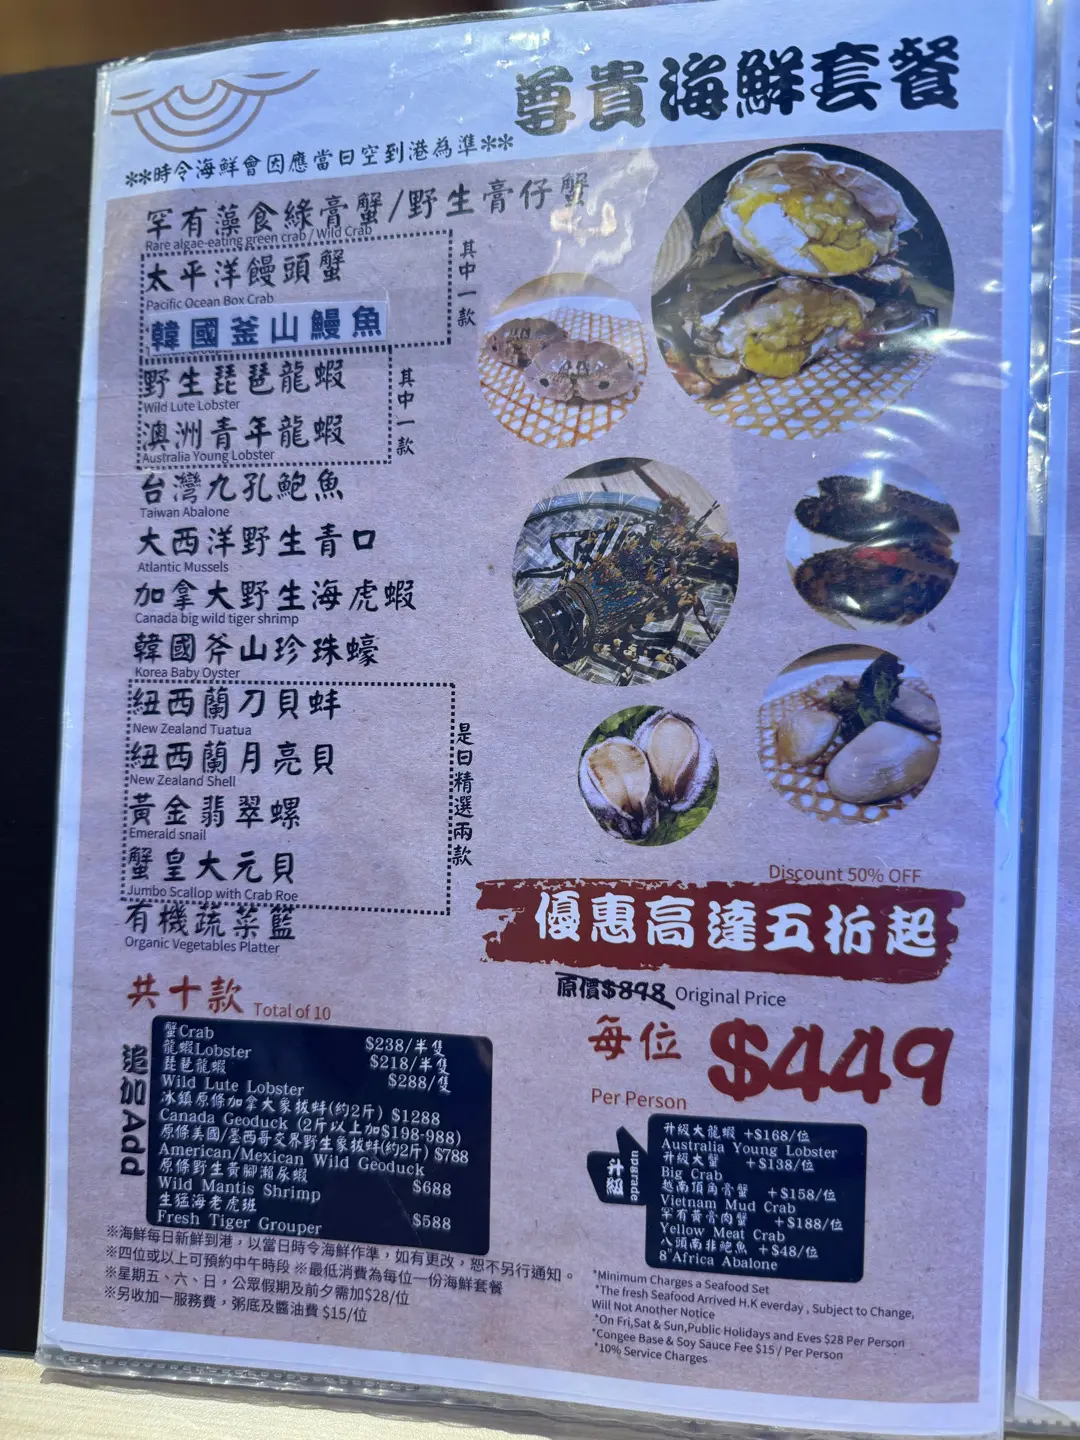 尊貴海鮮套餐
**時令海鮮會因應當日空到港為準**
罕有藻食綠膏蟹/野生膏仔蟹
Rare algae-eating green crab / Wild Crab
太平洋饅頭蟹
Pacific Ocean Box Crab
韓國釜山鰻魚
其中一款
野生琵琶龍蝦
Wild Lute Lobster
澳洲青年龍蝦
Australia Young Lobster
其中一款
台灣九孔鮑魚
Taiwan Abalone
大西洋野生青口
Atlantic Mussels
加拿大野生海虎蝦
Canada big wild tiger shrimp
韓國斧山珍珠蠔
Korea Baby Oyster
紐西蘭刀貝蚌
New Zealand Tuatua
紐西蘭月亮貝
New Zealand Shell
黃金翡翠螺
Emerald snail
蟹皇大元貝
Jumbo Scallop with Crab Roe
是日精選兩款
有機蔬菜籃
Organic Vegetables Platter
共十款 Total of 10
Discount 50% OFF
優惠高達五折起
原價$898 Original Price
每位 $449
Per Person
追加Add
蟹Crab $238/半隻
龍蝦Lobster $218/半隻
琵琶龍蝦 $288/隻
Wild Lute Lobster
冰鎮原條加拿大象拔蚌(約2斤) $1288
Canada Geoduck (2斤以上加$198-988)
原條美國/墨西哥交界野生象拔蚌(約2斤) $788
American/Mexican Wild Geoduck
原條野生黃腳瀨尿蝦 $688
Wild Mantis Shrimp
生猛海老虎班 $588
Fresh Tiger Grouper
升級 upgrade
升級大龍蝦 +$168/位
Australia Young Lobster
升級大蟹 +$138/位
Big Crab
越南頂角膏蟹 +$158/位
Vietnam Mud Crab
罕有黃膏肉蟹 +$188/位
Yellow Meat Crab
八頭南非鮑魚 +$48/位
8"Africa Abalone
※海鮮每日新鮮到港，以當日時令海鮮作準，如有更改，恕不另行通知。
※四位或以上可預約中午時段 ※最低消費為每位一份海鮮套餐
※星期五、六、日，公眾假期及前夕需加$28/位
※另收加一服務費，粥底及醬油費 $15/位
*Minimum Charges a Seafood Set
*The fresh Seafood Arrived H.K everday , Subject to Change,
Will Not Another Notice
*On Fri,Sat & Sun,Public Holidays and Eves $28 Per Person
*Congee Base & Soy Sauce Fee $15 / Per Person
*10% Service Charges